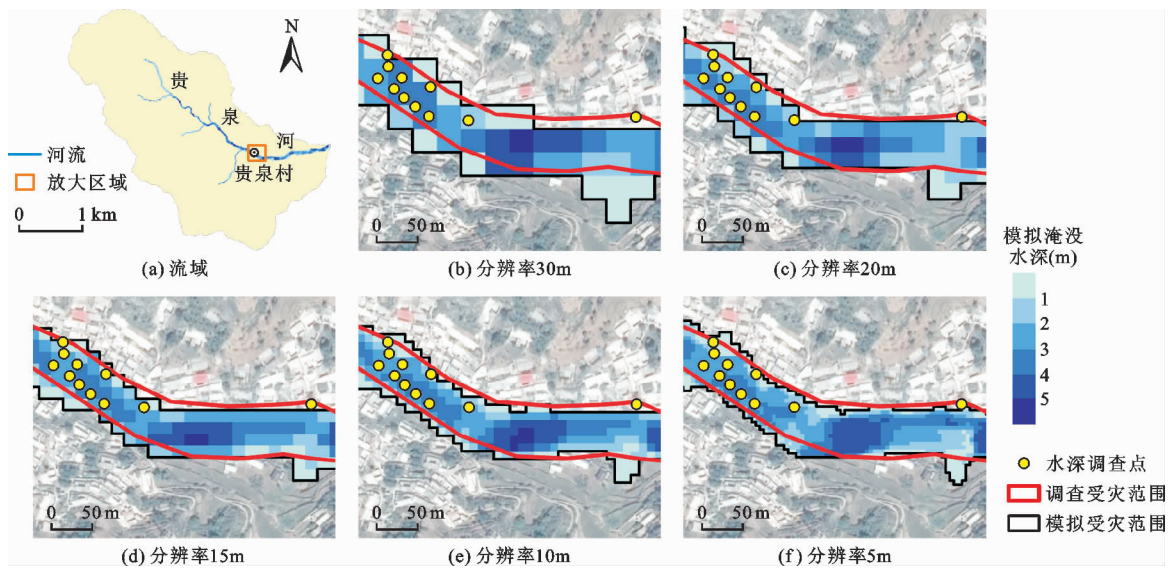 N
贵
泉
河
贵泉村
河流
放大区域
0 1 km
(a) 流域
0 50 m
(b) 分辨率30m
0 50 m
(c) 分辨率20m
模拟淹没
水深(m)
1
2
3
4
5
0 50 m
(d) 分辨率15m
0 50 m
(e) 分辨率10m
0 50 m
(f) 分辨率5m
水深调查点
调查受灾范围
模拟受灾范围